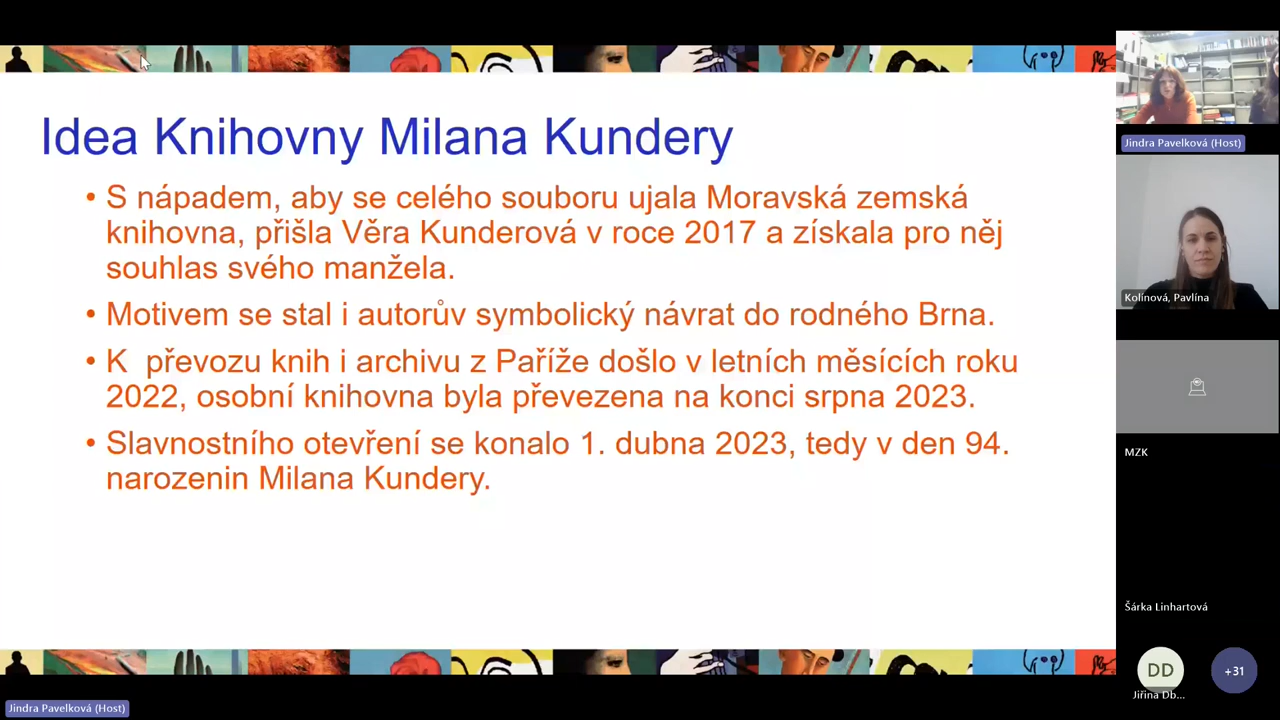 Idea Knihovny Milana Kundery
• S nápadem, aby se celého souboru ujala Moravská zemská
knihovna, přišla Věra Kunderová v roce 2017 a získala pro něj
souhlas svého manžela.
• Motivem se stal i autorův symbolický návrat do rodného Brna.
• K  převozu knih i archivu z Paříže došlo v letních měsících roku
2022, osobní knihovna byla převezena na konci srpna 2023.
• Slavnostního otevření se konalo 1. dubna 2023, tedy v den 94.
narozenin Milana Kundery.
Jindra Pavelková (Host)
Kolínová, Pavlína
MZK
Šárka Linhartová
DD
+31
Jiřina Db...
Jindra Pavelková (Host)